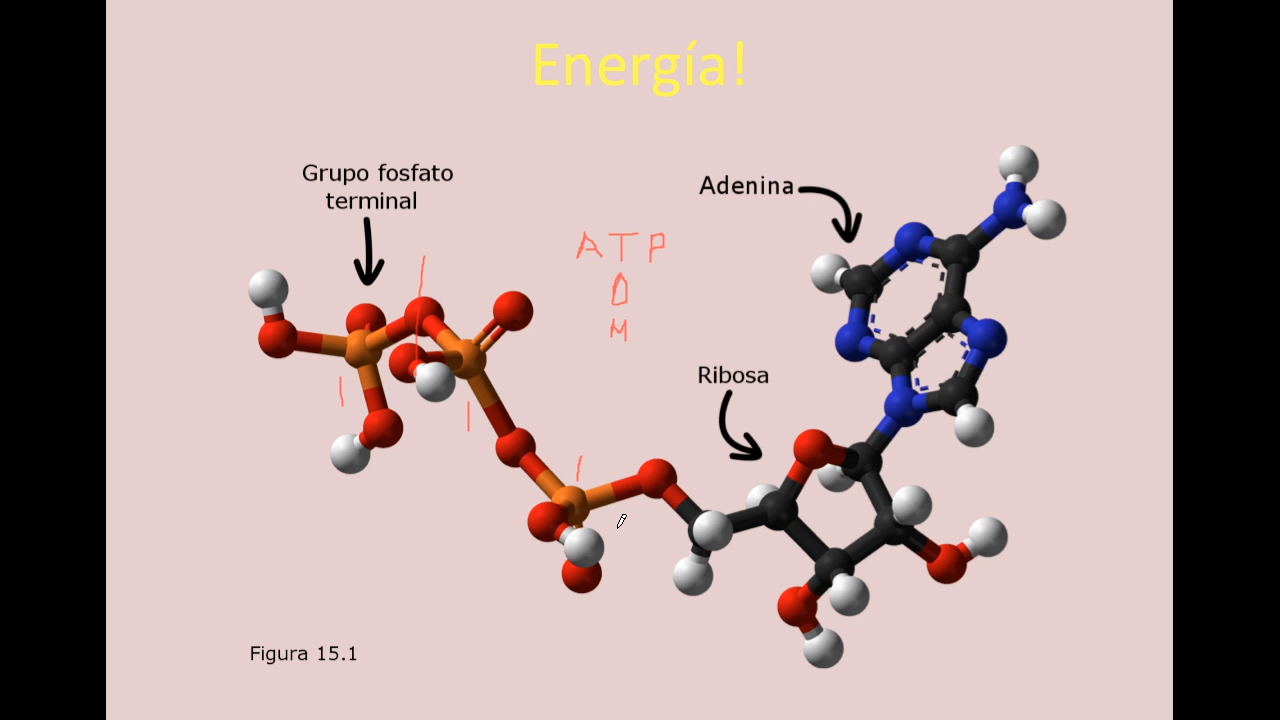 Energía!
Grupo fosfato
terminal
Adenina
ATP
D
M
Ribosa
Figura 15.1